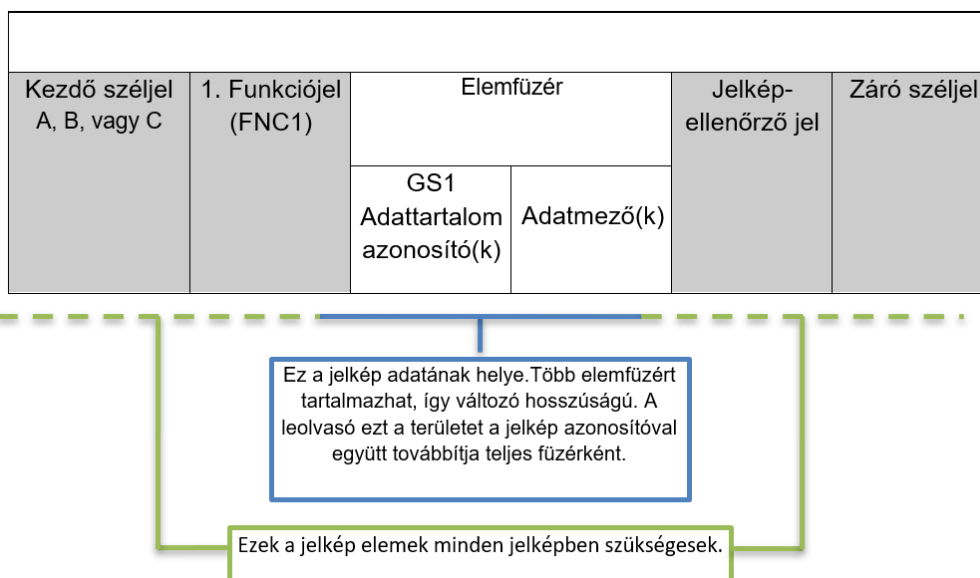 Kezdő széljel
A, B, vagy C
1. Funkciójel
(FNC1)
Elemfüzér
GS1
Adattartalom
azonosító(k)
Adatmező(k)
Jelkép-
ellenőrző jel
Záró széljel
Ez a jelkép adatának helye.Több elemfüzért
tartalmazhat, így változó hosszúságú. A
leolvasó ezt a területet a jelkép azonosítóval
együtt továbbítja teljes füzérként.
Ezek a jelkép elemek minden jelképben szükségesek.